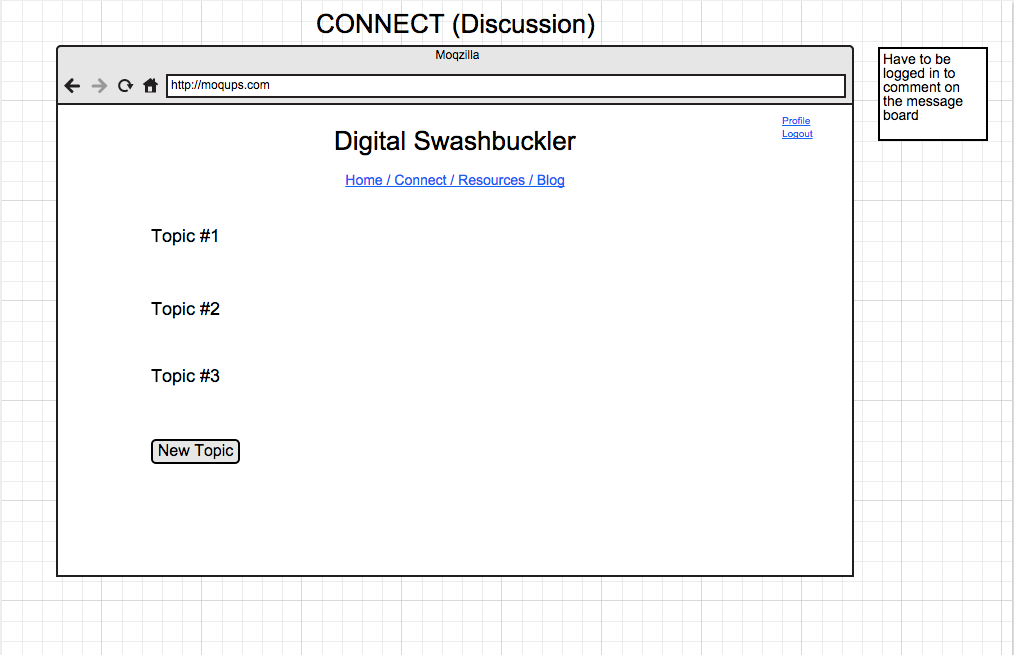 CONNECT (Discussion)
Moqzilla
http://moqups.com
Have to be
logged in to
comment on
the message
board
Profile
Logout
Digital Swashbuckler
Home / Connect / Resources / Blog
Topic #1
Topic #2
Topic #3
New Topic